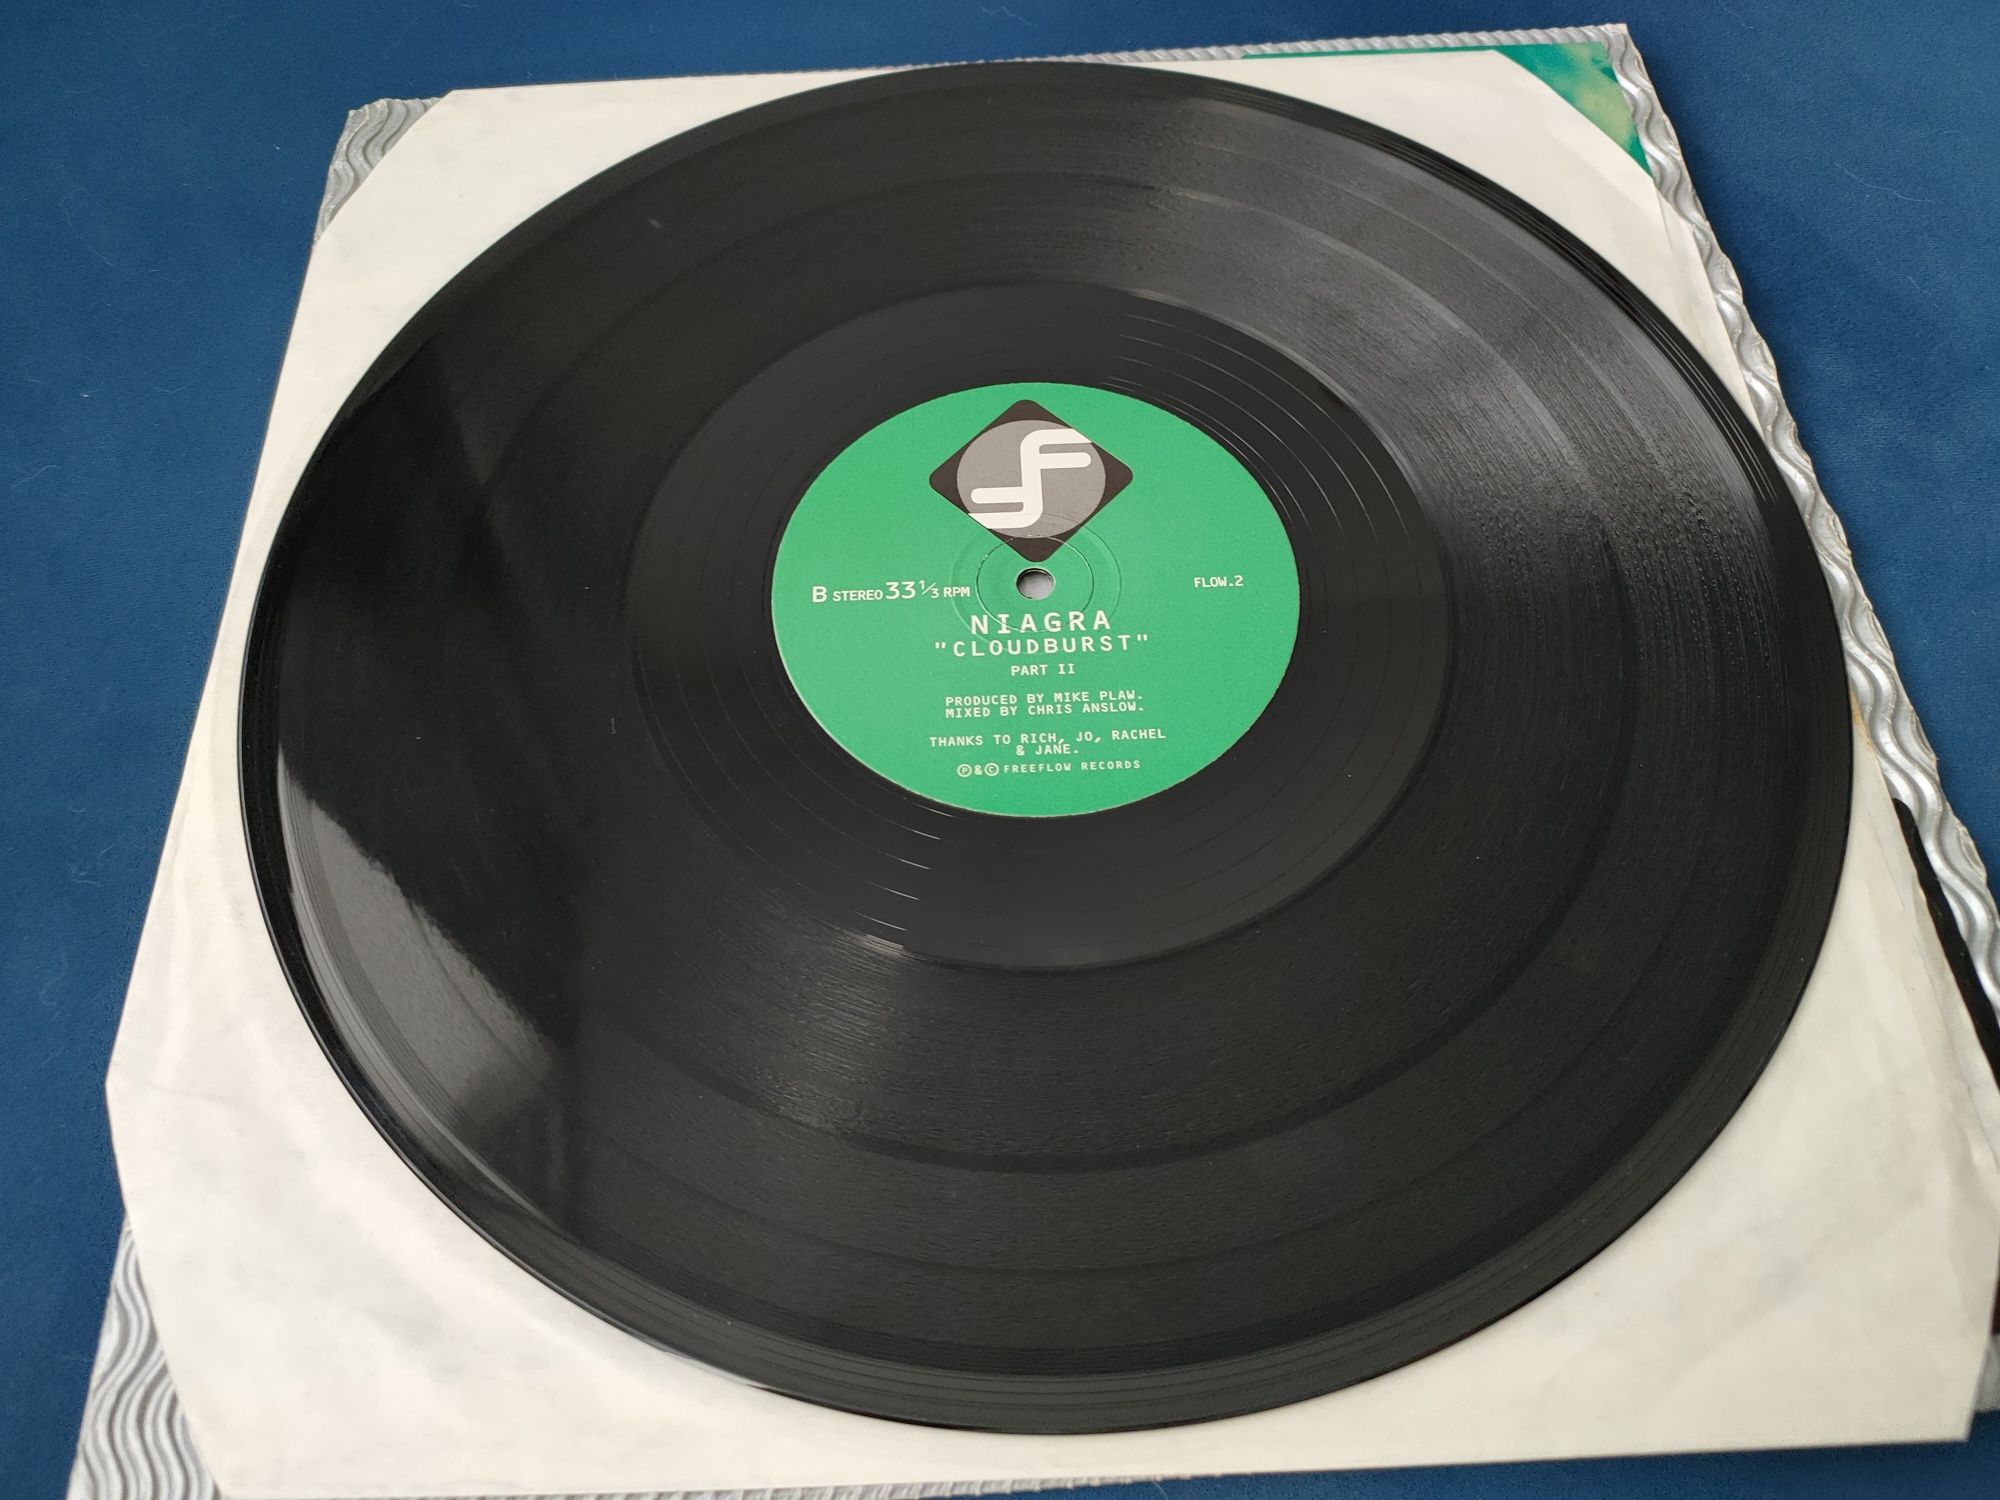 B STEREO 33⅓ RPM
FLOW.2
NIAGRA
"CLOUDBURST"
PART II
PRODUCED BY MIKE PLAW.
MIXED BY CHRIS ANSLOW.
THANKS TO RICH, JO, RACHEL
& JANE.
Ⓟ&© FREEFLOW RECORDS